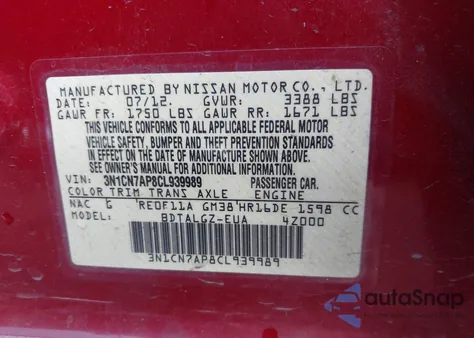 MANUFACTURED BY NISSAN MOTOR CO., LTD.
DATE: 07/12. GVWR: 3388 LBS
GAWR FR: 1750 LBS GAWR RR: 1671 LBS
THIS VEHICLE CONFORMS TO ALL APPLICABLE FEDERAL MOTOR
VEHICLE SAFETY, BUMPER, AND THEFT PREVENTION STANDARDS
IN EFFECT ON THE DATE OF MANUFACTURE SHOWN ABOVE.
SEE OWNER'S MANUAL FOR ADDITIONAL INFORMATION.
VIN: 3N1CN7AP8CL939989 PASSENGER CAR.
COLOR TRIM TRANS AXLE ENGINE
NAC G RE0F11A GM38 HR16DE 1598 CC
MODEL: BDTALGZ-EUA 4Z000
3N1CN7AP8CL939989
autoSnap